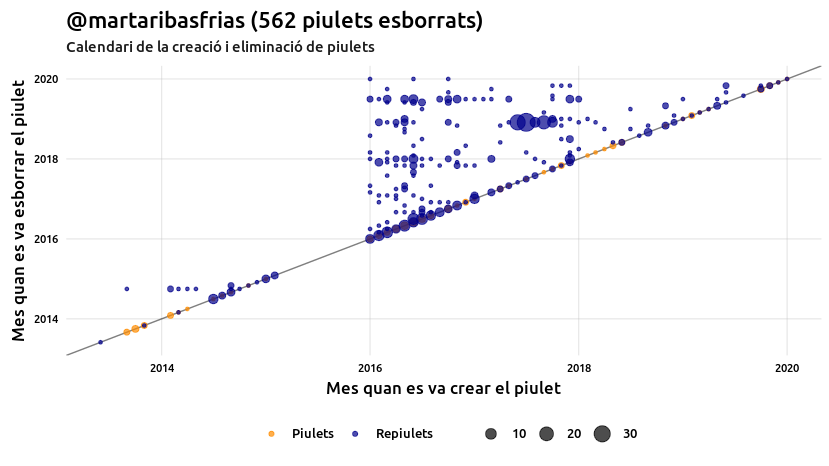 @martaribasfrias (562 piulets esborrats)
Calendari de la creació i eliminació de piulets
Mes quan es va esborrar el piulet
2020
2018
2016
2014
2014 2016 2018 2020
Mes quan es va crear el piulet
Piulets Repiulets 10 20 30